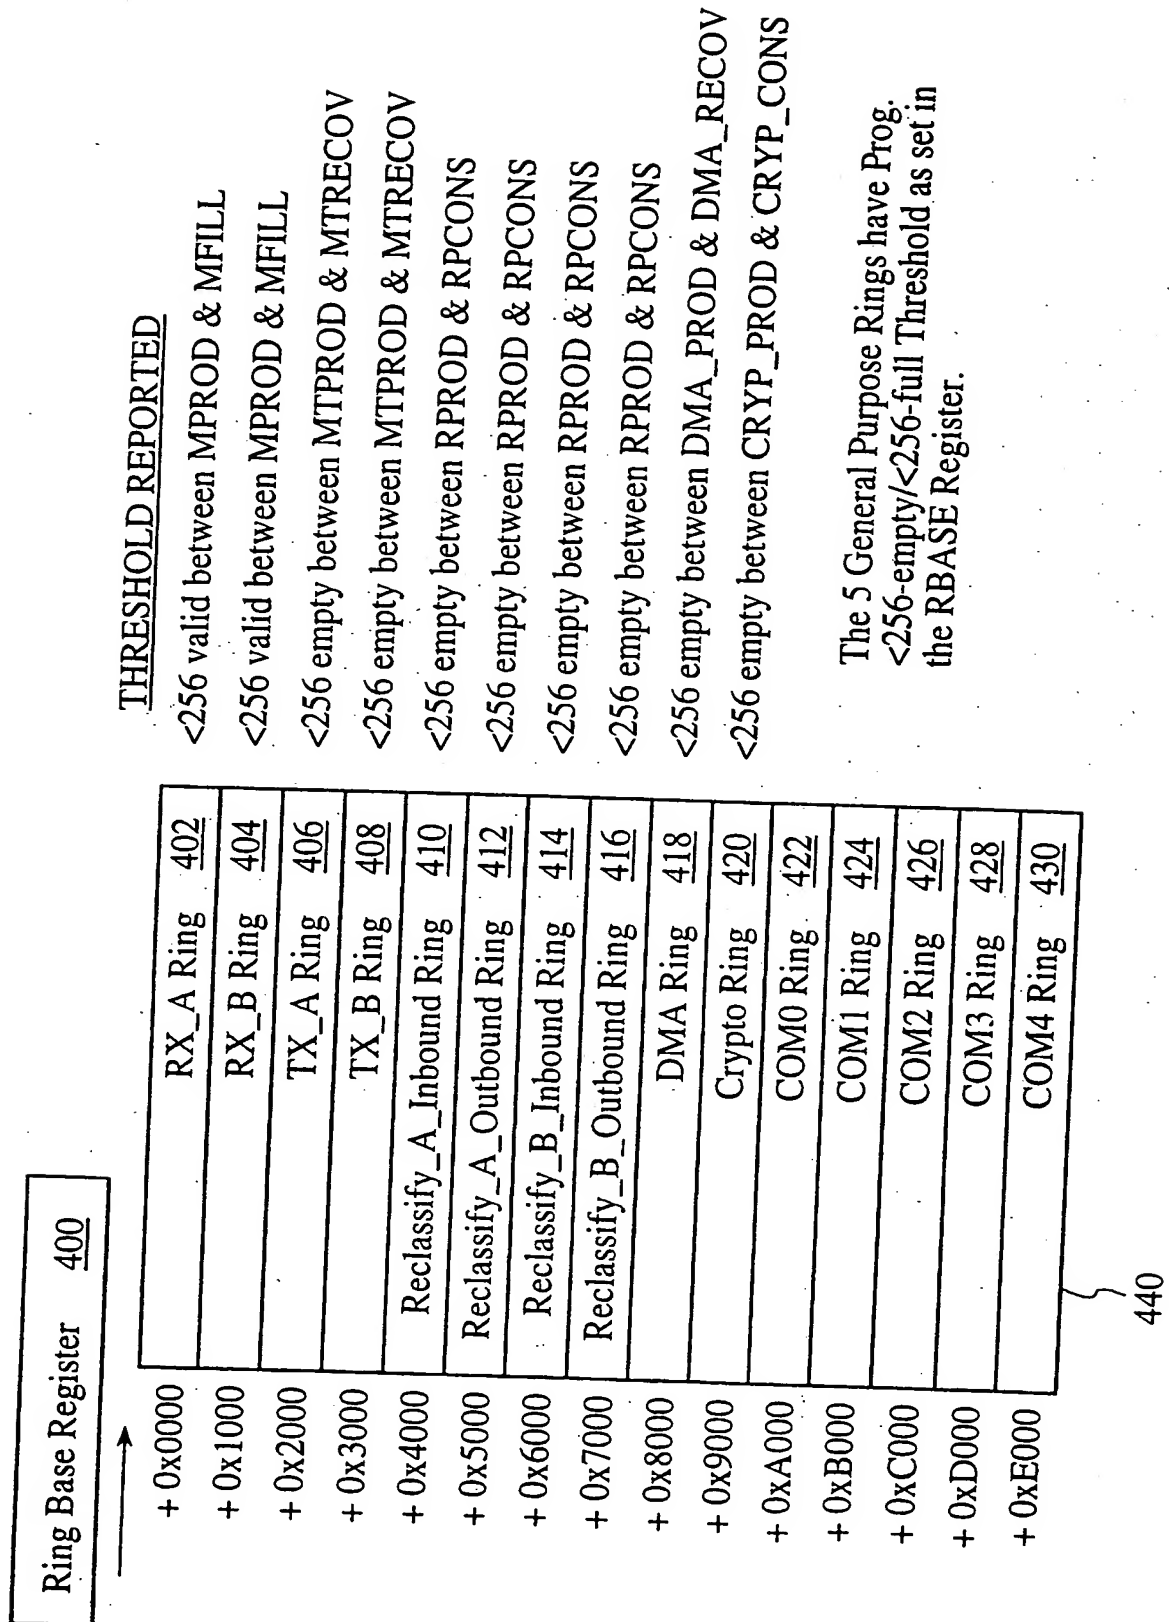 Ring Base Register 400
THRESHOLD REPORTED
+ 0x0000 RX_A Ring 402 <256 valid between MPROD & MFILL
+ 0x1000 RX_B Ring 404 <256 valid between MPROD & MFILL
+ 0x2000 TX_A Ring 406 <256 empty between MTPROD & MTRECOV
+ 0x3000 TX_B Ring 408 <256 empty between MTPROD & MTRECOV
+ 0x4000 Reclassify_A_Inbound Ring 410 <256 empty between RPROD & RPCONS
+ 0x5000 Reclassify_A_Outbound Ring 412 <256 empty between RPROD & RPCONS
+ 0x6000 Reclassify_B_Inbound Ring 414 <256 empty between RPROD & RPCONS
+ 0x7000 Reclassify_B_Outbound Ring 416 <256 empty between RPROD & RPCONS
+ 0x8000 DMA Ring 418 <256 empty between DMA_PROD & DMA_RECOV
+ 0x9000 Crypto Ring 420 <256 empty between CRYP_PROD & CRYP_CONS
+ 0xA000 COM0 Ring 422
+ 0xB000 COM1 Ring 424
+ 0xC000 COM2 Ring 426
+ 0xD000 COM3 Ring 428
+ 0xE000 COM4 Ring 430
The 5 General Purpose Rings have Prog.
<256-empty/<256-full Threshold as set in
the RBASE Register.
440